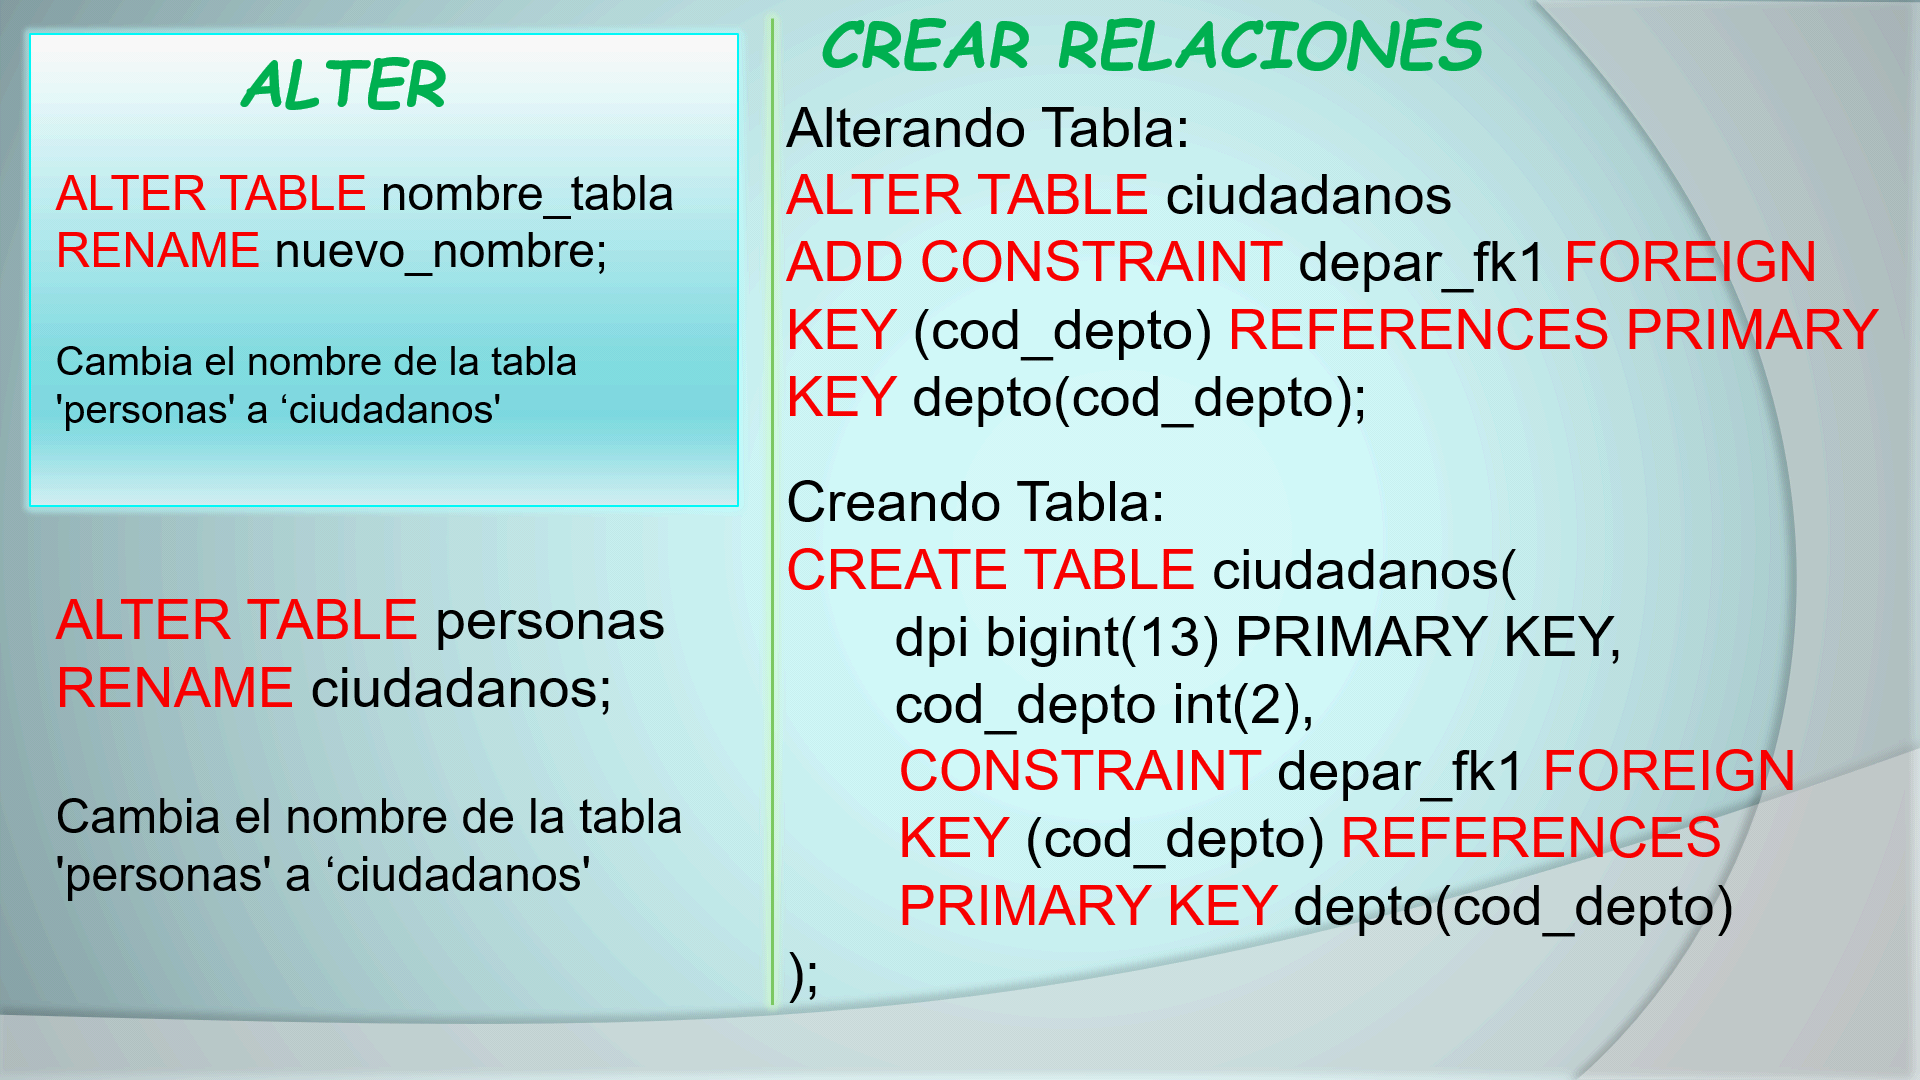 ALTER
ALTER TABLE nombre_tabla
RENAME nuevo_nombre;
Cambia el nombre de la tabla
'personas' a ‘ciudadanos'
ALTER TABLE personas
RENAME ciudadanos;
Cambia el nombre de la tabla
'personas' a ‘ciudadanos'
CREAR RELACIONES
Alterando Tabla:
ALTER TABLE ciudadanos
ADD CONSTRAINT depar_fk1 FOREIGN
KEY (cod_depto) REFERENCES PRIMARY
KEY depto(cod_depto);
Creando Tabla:
CREATE TABLE ciudadanos(
dpi bigint(13) PRIMARY KEY,
cod_depto int(2),
CONSTRAINT depar_fk1 FOREIGN
KEY (cod_depto) REFERENCES
PRIMARY KEY depto(cod_depto)
);